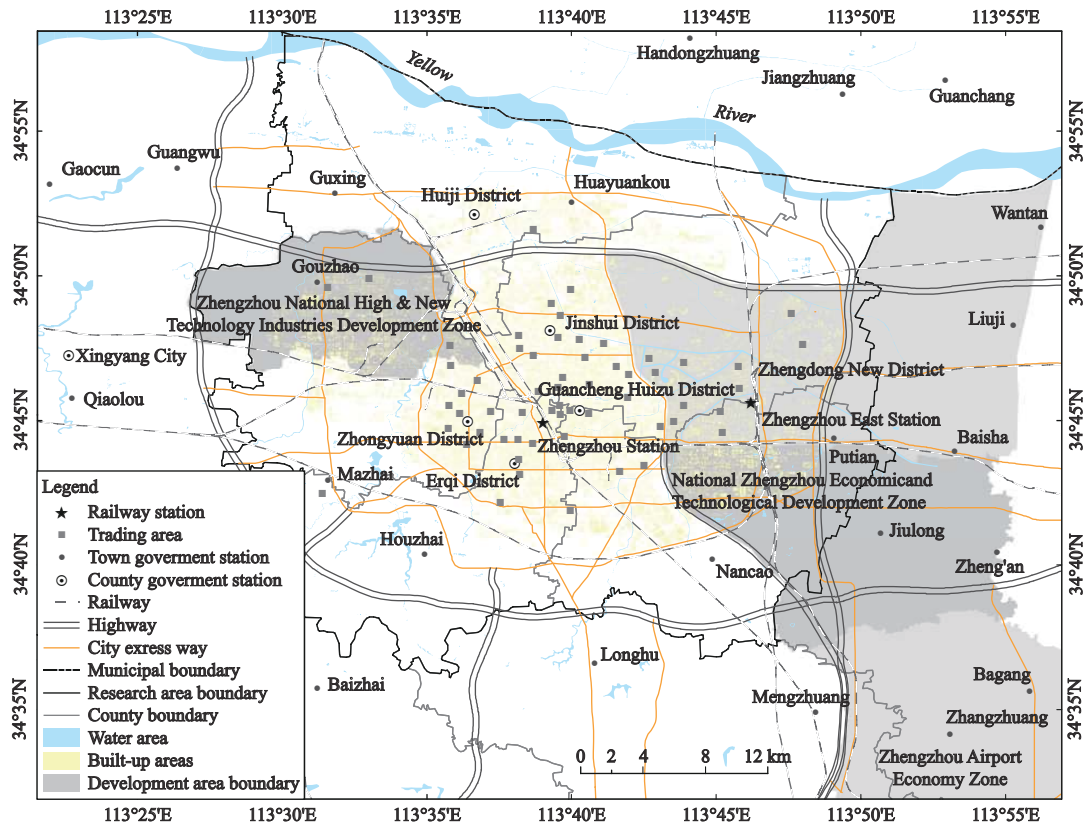 113°25'E 113°30'E 113°35'E 113°40'E 113°45'E 113°50'E 113°55'E
34°55'N
34°50'N
34°45'N
34°40'N
34°35'N
34°55'N
34°50'N
34°45'N
34°40'N
34°35'N
Handongzhuang
Yellow
Jiangzhuang
Guanchang
River
Guangwu
Gaocun
Guxing
Huayuankou
Huiji District
Wantan
Gouzhao
Zhengzhou National High & New
Technology Industries Development Zone
Jinshui District
Liuji
Xingyang City
Zhengdong New District
Guancheng Huizu District
Qiaolou
Zhengzhou East Station
Zhongyuan District
Zhengzhou Station
Baisha
Putian
Mazhai
Erqi District
National Zhengzhou Economicand
Technological Development Zone
Jiulong
Houzhai
Nancao
Zheng'an
Longhu
Baizhai
Bagang
Mengzhuang
Zhangzhuang
Zhengzhou Airport
Economy Zone
Legend
Railway station
Trading area
Town goverment station
County goverment station
Railway
Highway
City exress way
Municipal boundary
Research area boundary
County boundary
Water area
Built-up areas
Development area boundary
0 2 4 8 12 km
113°25'E 113°30'E 113°35'E 113°40'E 113°45'E 113°50'E 113°55'E